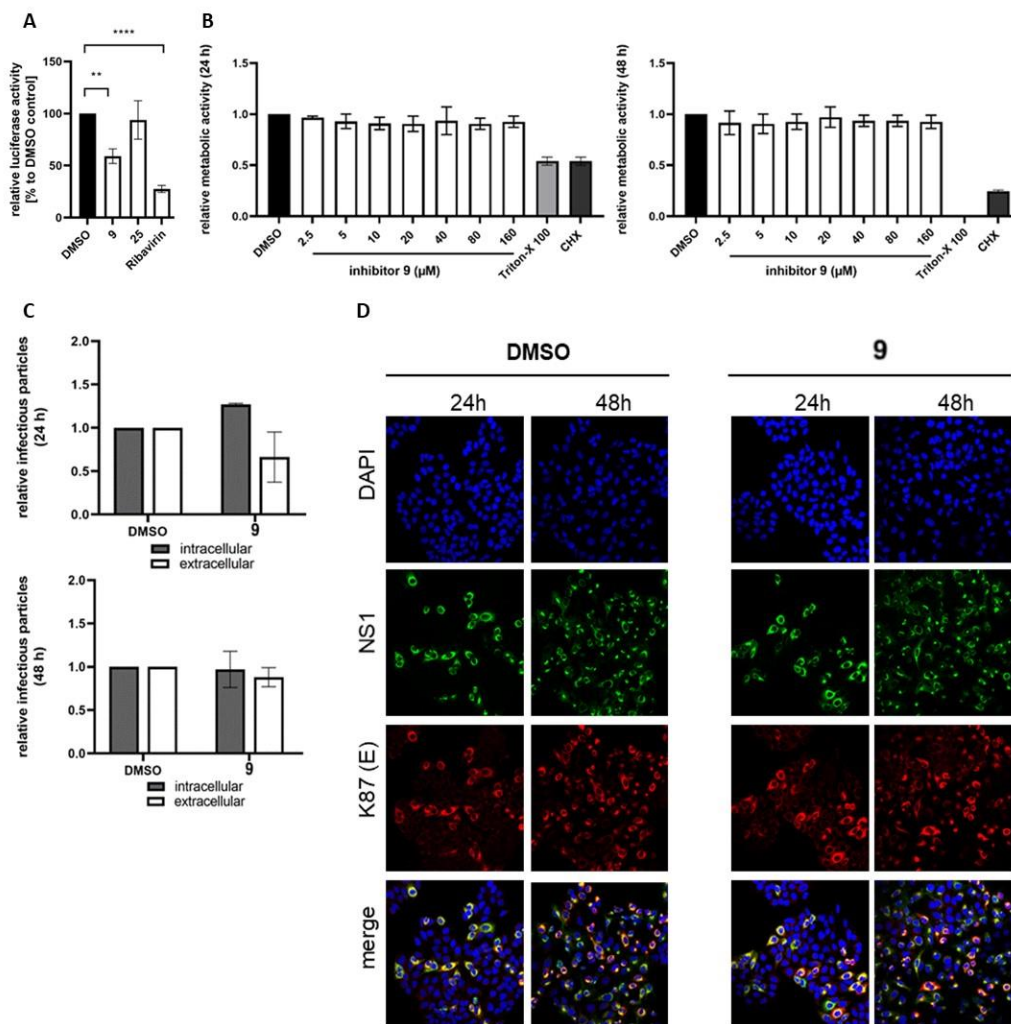 A
relative luciferase activity
[% to DMSO control]
150
100
50
0
**
****
DMSO
9
25
Ribavirin
B
relative metabolic activity (24 h)
1.5
1.0
0.5
0.0
DMSO
2.5
5
10
20
40
80
160
Triton-X 100
CHX
inhibitor 9 (µM)
relative metabolic activity (48 h)
1.5
1.0
0.5
0.0
DMSO
2.5
5
10
20
40
80
160
Triton-X 100
CHX
inhibitor 9 (µM)
C
relative infectious particles
(24 h)
2.0
1.5
1.0
0.5
0.0
DMSO
9
intracellular
extracellular
relative infectious particles
(48 h)
2.0
1.5
1.0
0.5
0.0
DMSO
9
intracellular
extracellular
D
DMSO
9
24h
48h
24h
48h
DAPI
NS1
K87 (E)
merge